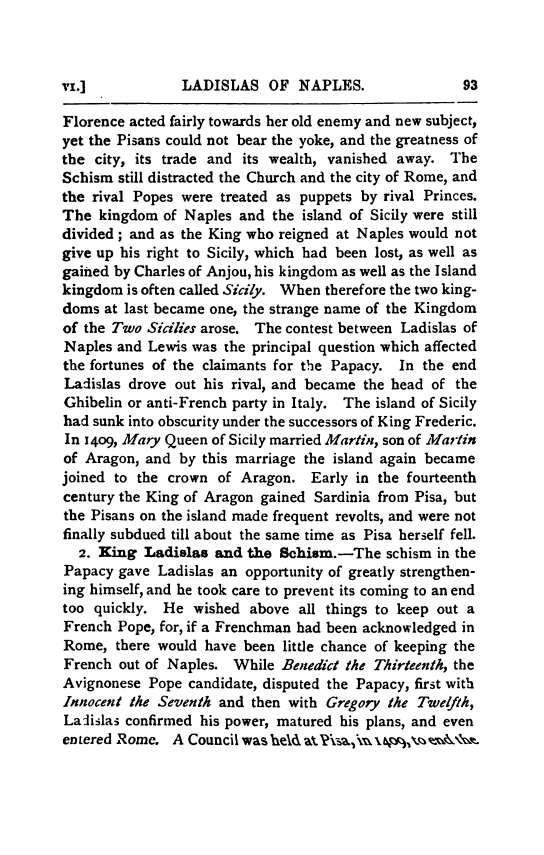 VI.] LADISLAS OF NAPLES. 93
Florence acted fairly towards her old enemy and new subject,
yet the Pisans could not bear the yoke, and the greatness of
the city, its trade and its wealth, vanished away. The
Schism still distracted the Church and the city of Rome, and
the rival Popes were treated as puppets by rival Princes.
The kingdom of Naples and the island of Sicily were still
divided; and as the King who reigned at Naples would not
give up his right to Sicily, which had been lost, as well as
gained by Charles of Anjou, his kingdom as well as the Island
kingdom is often called Sicily. When therefore the two king-
doms at last became one, the strange name of the Kingdom
of the Two Sicilies arose. The contest between Ladislas of
Naples and Lewis was the principal question which affected
the fortunes of the claimants for the Papacy. In the end
Ladislas drove out his rival, and became the head of the
Ghibelin or anti-French party in Italy. The island of Sicily
had sunk into obscurity under the successors of King Frederic.
In 1409, Mary Queen of Sicily married Martin, son of Martin
of Aragon, and by this marriage the island again became
joined to the crown of Aragon. Early in the fourteenth
century the King of Aragon gained Sardinia from Pisa, but
the Pisans on the island made frequent revolts, and were not
finally subdued till about the same time as Pisa herself fell.
2. King Ladislas and the Schism.—The schism in the
Papacy gave Ladislas an opportunity of greatly strengthen-
ing himself, and he took care to prevent its coming to an end
too quickly. He wished above all things to keep out a
French Pope, for, if a Frenchman had been acknowledged in
Rome, there would have been little chance of keeping the
French out of Naples. While Benedict the Thirteenth, the
Avignonese Pope candidate, disputed the Papacy, first with
Innocent the Seventh and then with Gregory the Twelfth,
Ladislas confirmed his power, matured his plans, and even
entered Rome. A Council was held at Pisa, in 1409, to end the